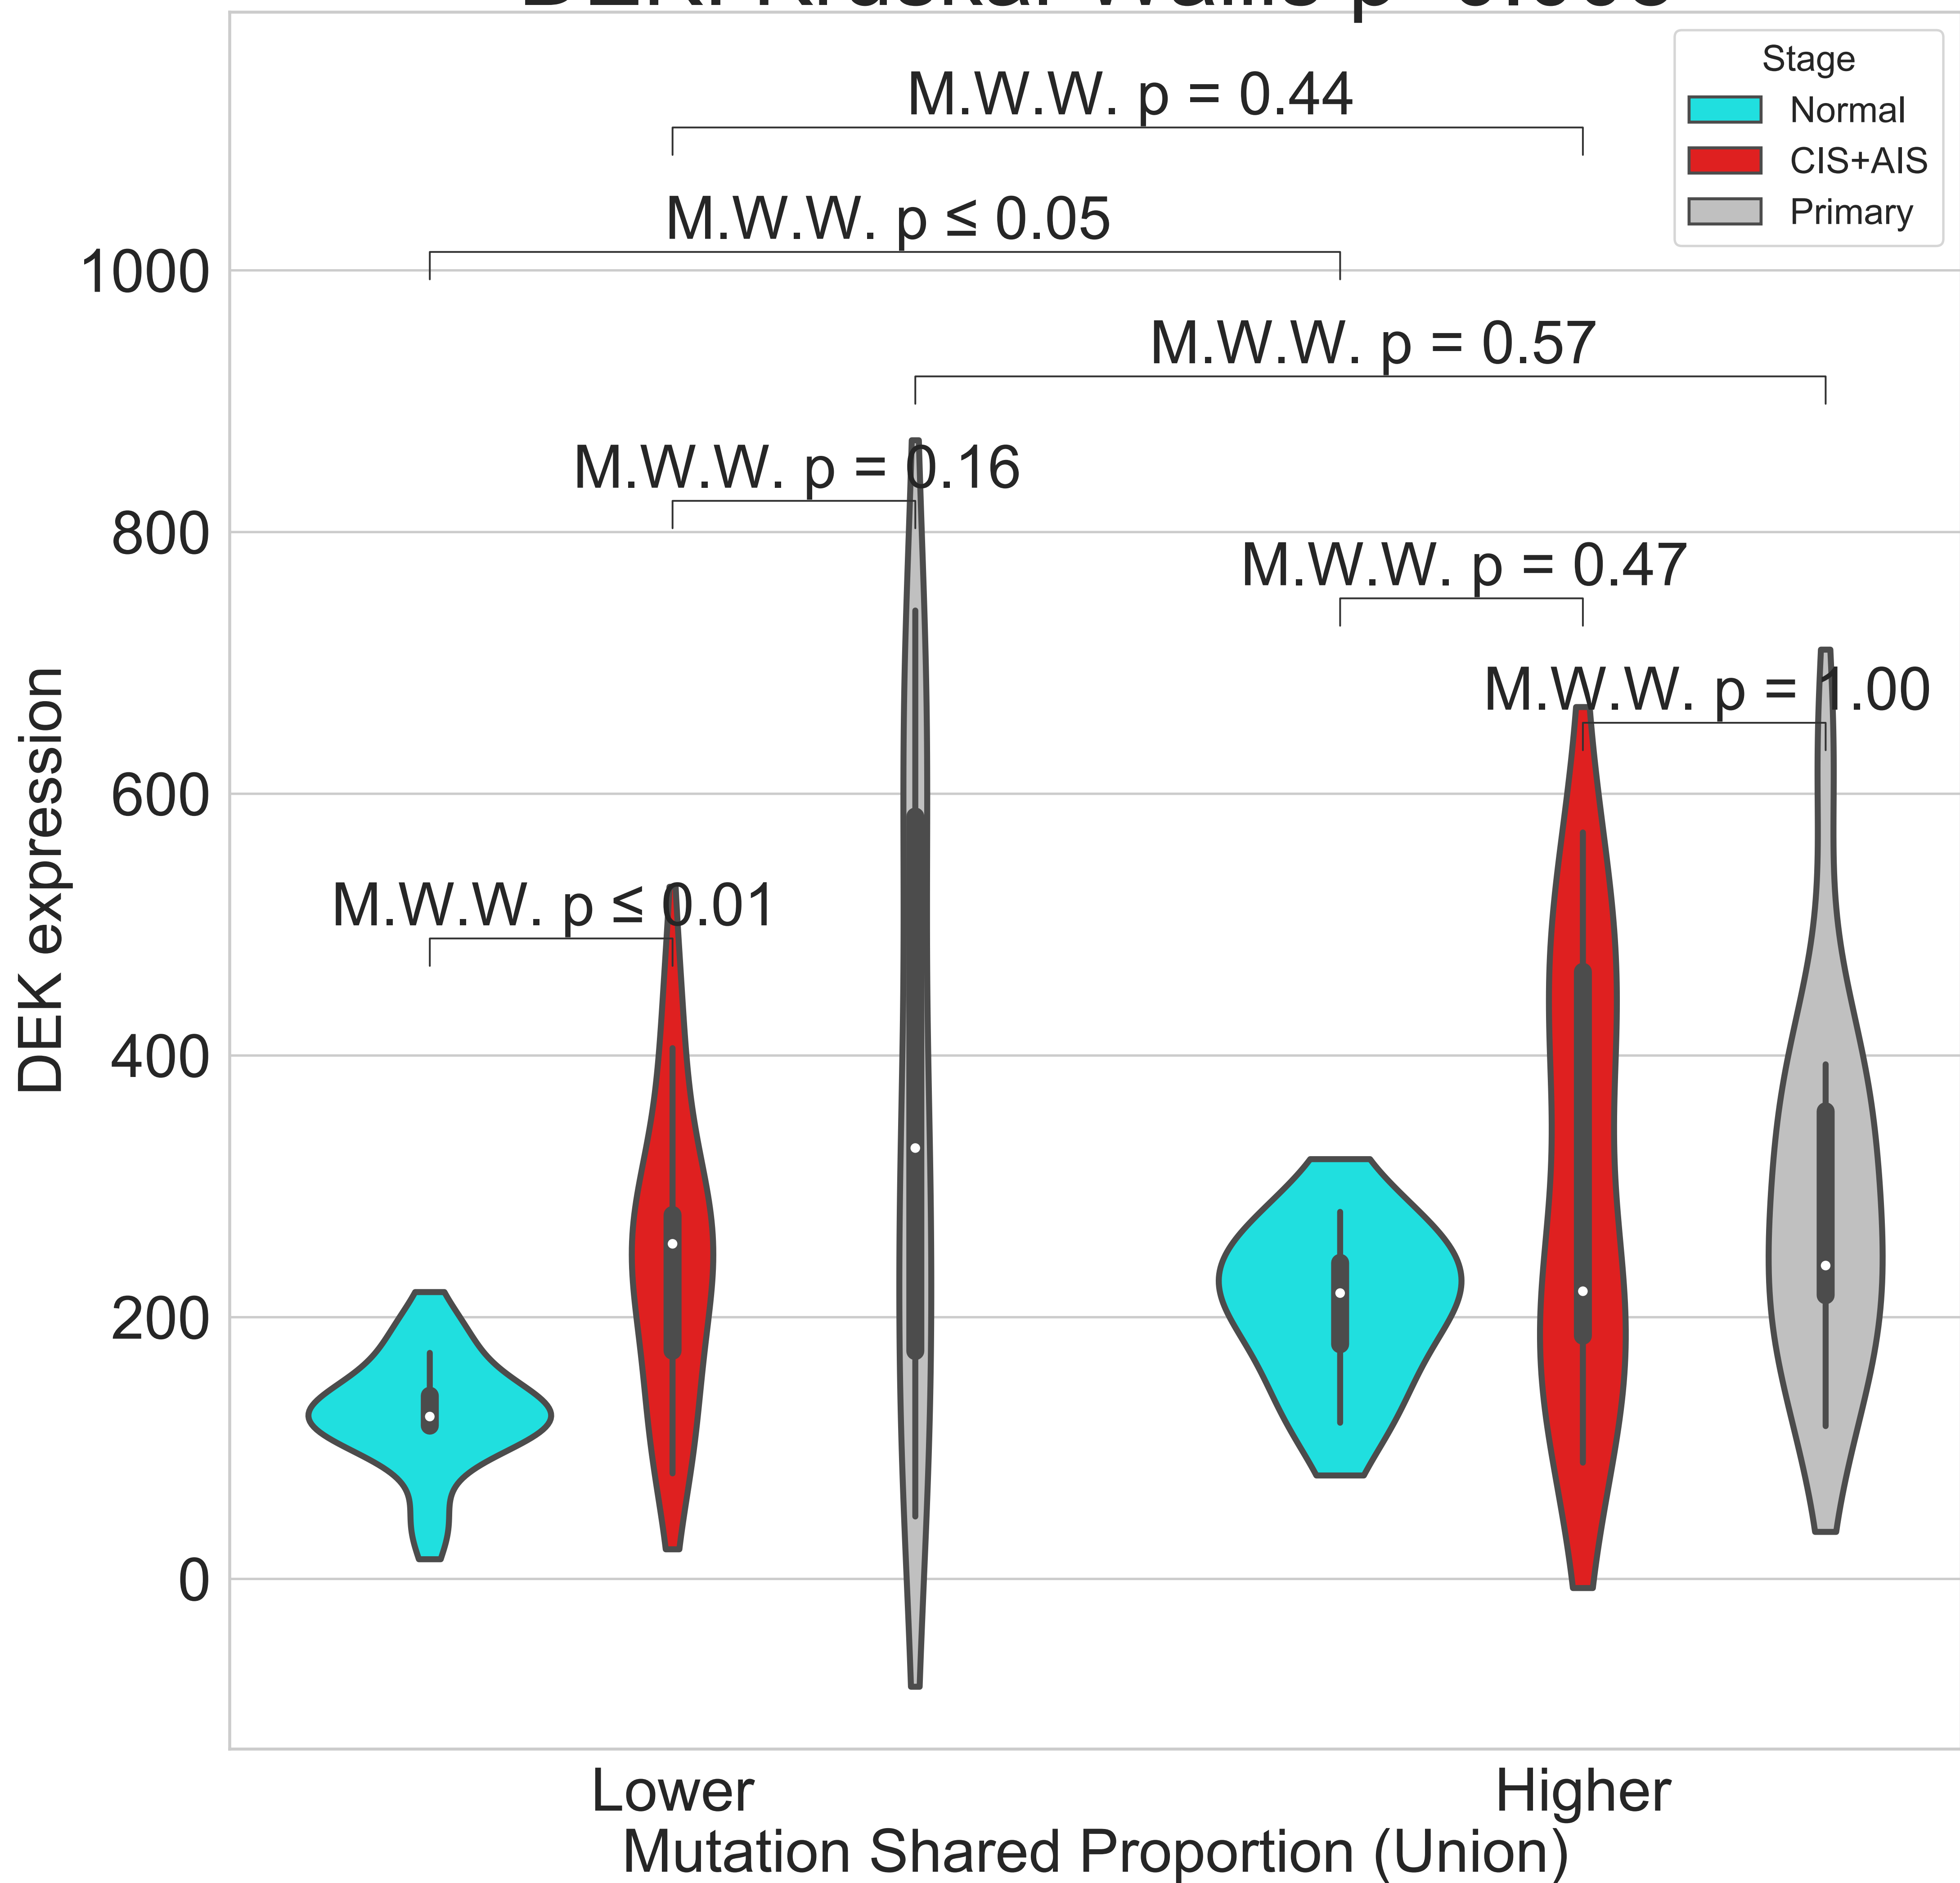 Stage
Normal
CIS+AIS
Primary
M.W.W. p = 0.44
M.W.W. p ≤ 0.05
M.W.W. p = 0.57
M.W.W. p = 0.16
M.W.W. p = 0.47
M.W.W. p = 1.00
M.W.W. p ≤ 0.01
1000
800
600
400
200
0
DEK expression
Lower
Higher
Mutation Shared Proportion (Union)